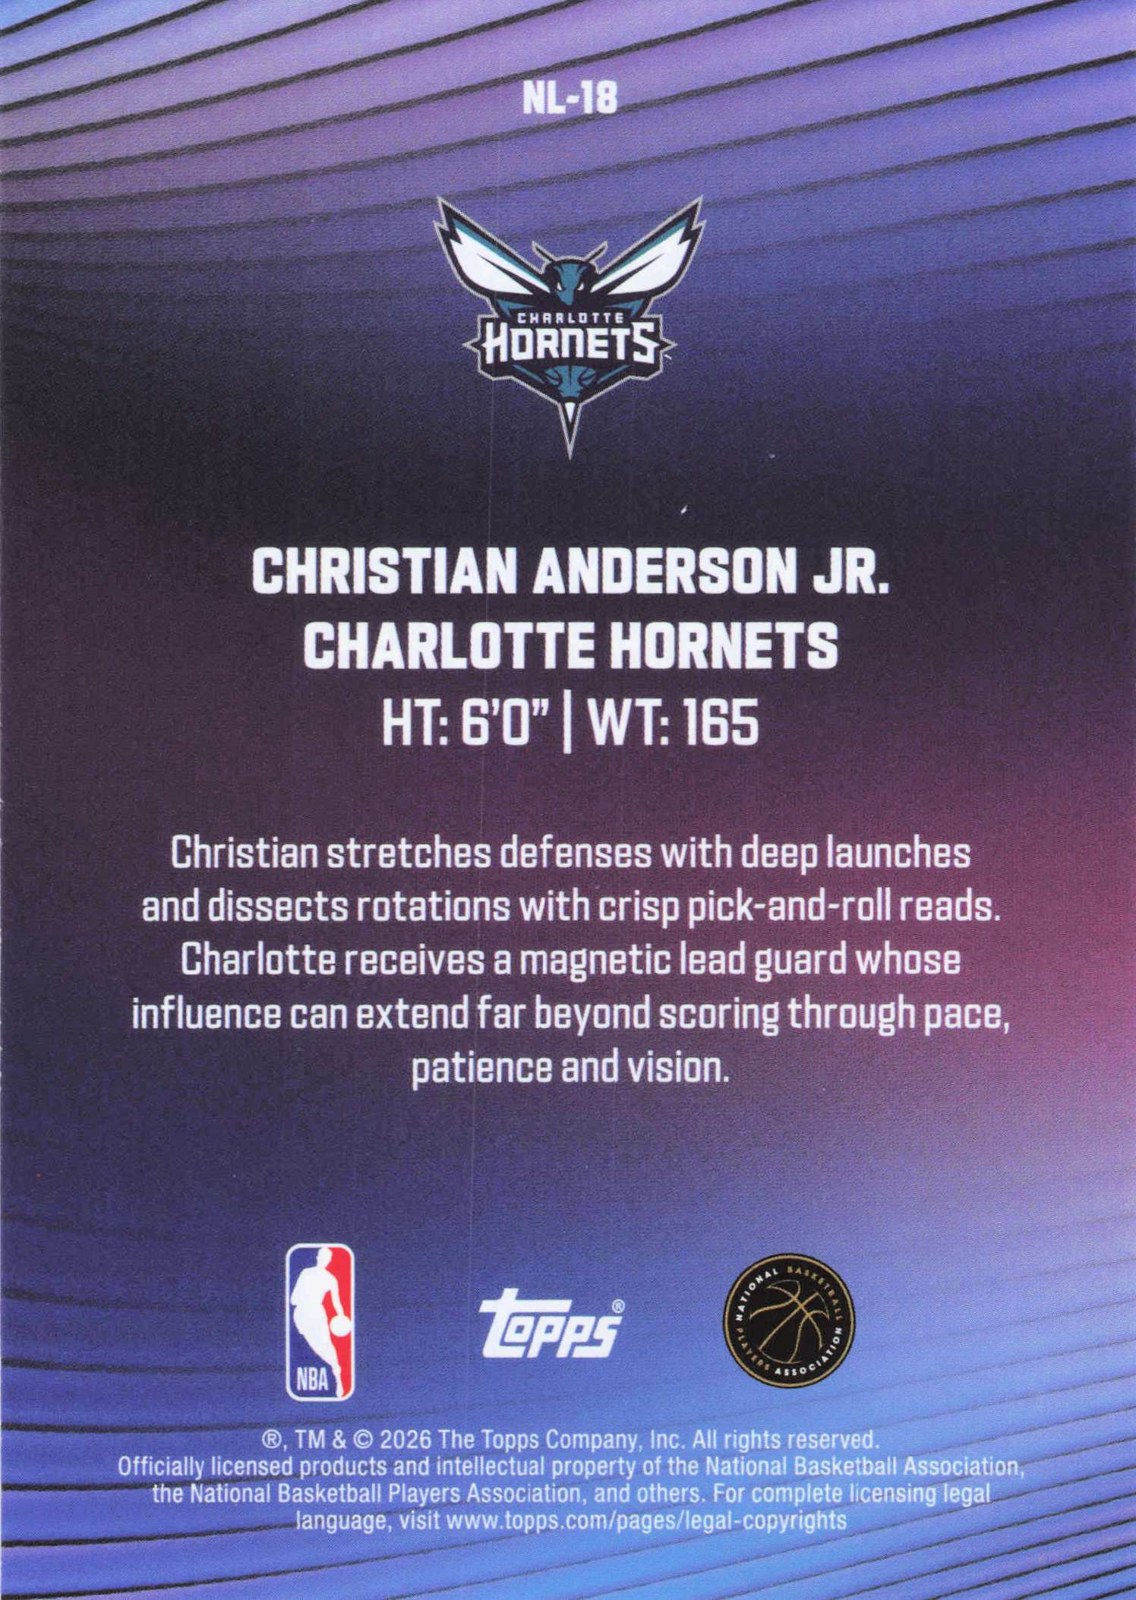 NL-18
CHARLOTTE
HORNETS
CHRISTIAN ANDERSON JR.
CHARLOTTE HORNETS
HT: 6'0" | WT: 165
Christian stretches defenses with deep launches
and dissects rotations with crisp pick-and-roll reads.
Charlotte receives a magnetic lead guard whose
influence can extend far beyond scoring through pace,
patience and vision.
NBA
Topps®
NATIONAL BASKETBALL
PLAYERS ASSOCIATION
®, TM & © 2026 The Topps Company, Inc. All rights reserved.
Officially licensed products and intellectual property of the National Basketball Association,
the National Basketball Players Association, and others. For complete licensing legal
language, visit www.topps.com/pages/legal-copyrights